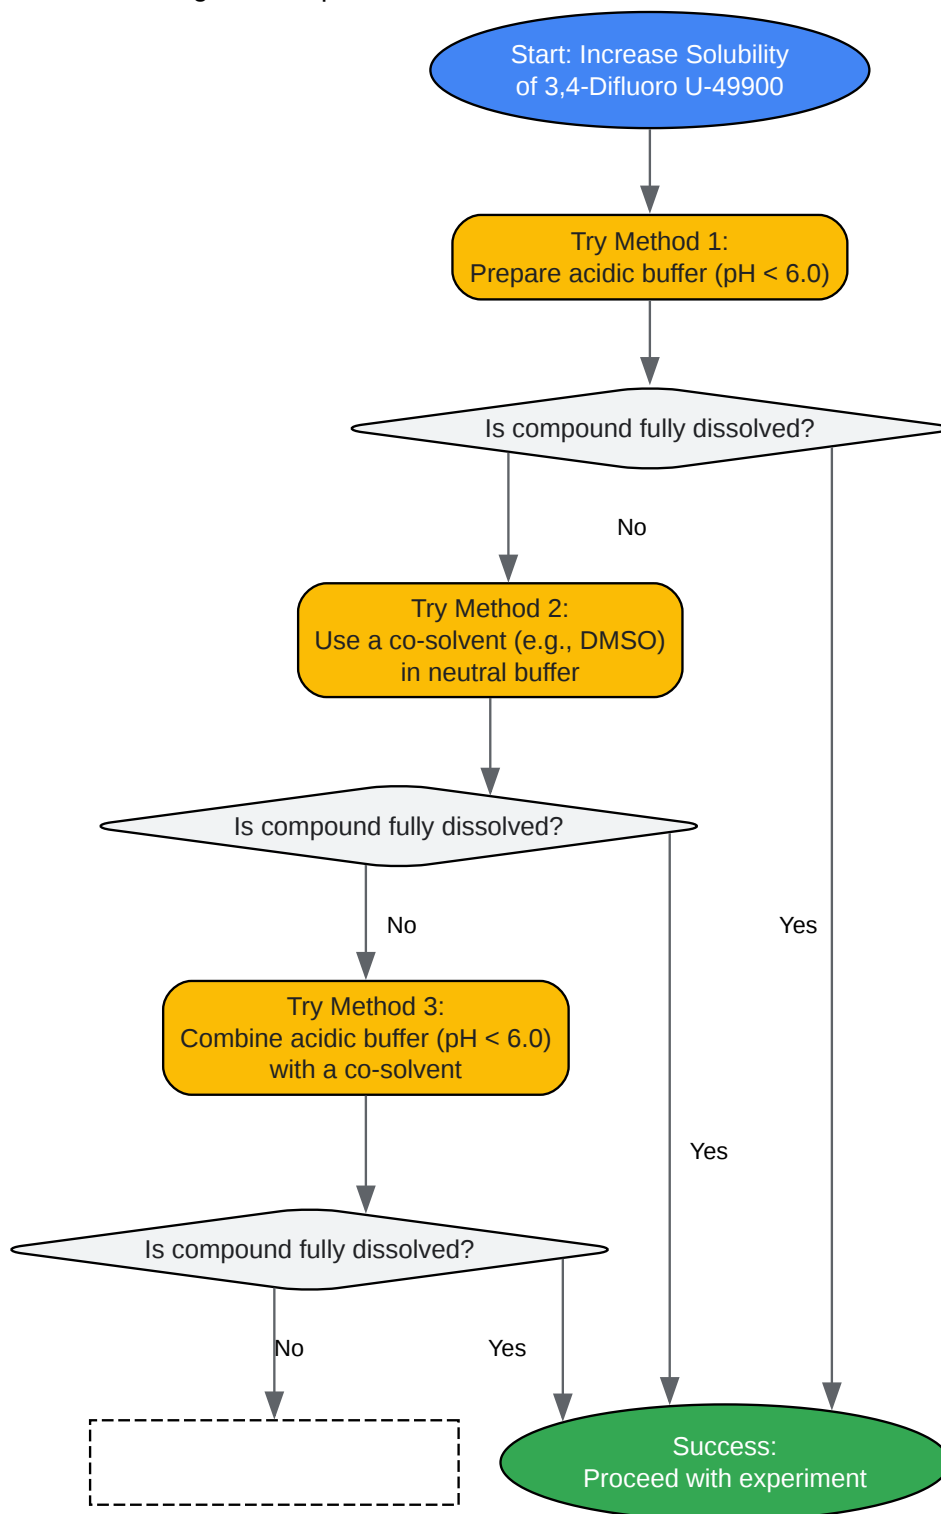 Start: Increase Solubility
of 3,4-Difluoro U-49900
Try Method 1:
Prepare acidic buffer (pH < 6.0)
Is compound fully dissolved?
No
Try Method 2:
Use a co-solvent (e.g., DMSO)
in neutral buffer
Is compound fully dissolved?
No
Yes
Try Method 3:
Combine acidic buffer (pH < 6.0)
with a co-solvent
Yes
Is compound fully dissolved?
No
Yes
Success:
Proceed with experiment